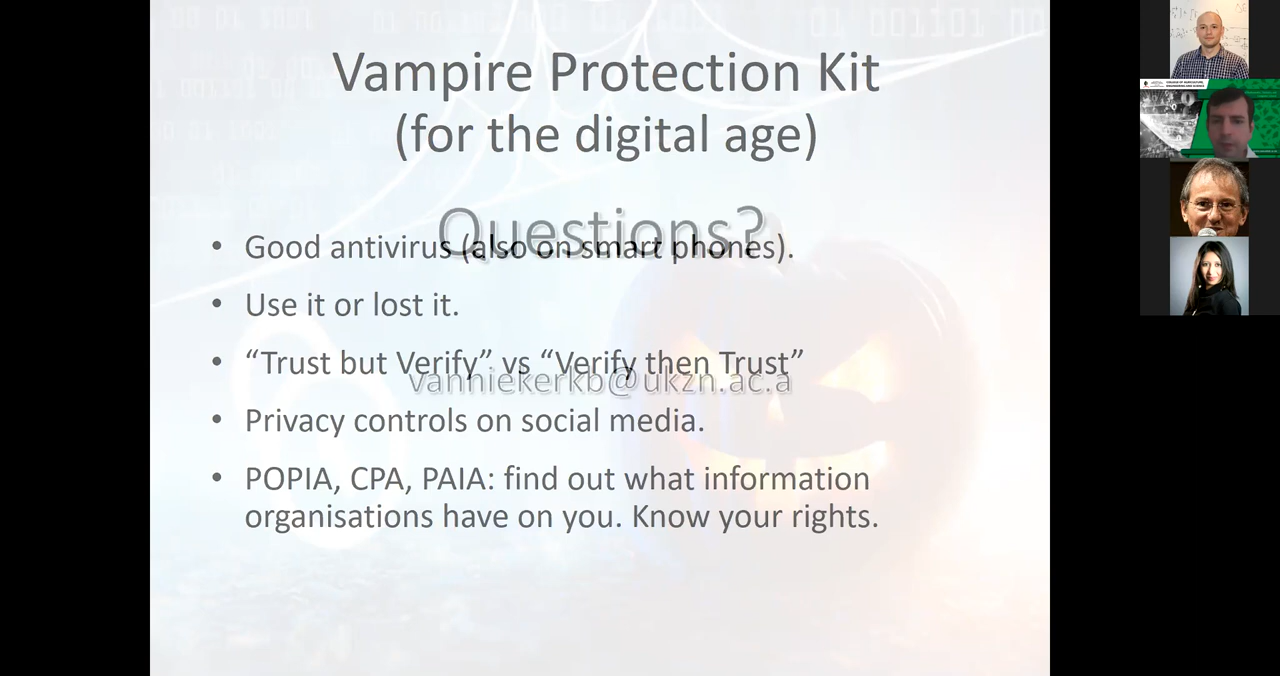 Vampire Protection Kit
(for the digital age)
Questions?
• Good antivirus (also on smart phones).
• Use it or lost it.
• “Trust but Verify” vs “Verify then Trust”
vanniekerkb@ukzn.ac.a
• Privacy controls on social media.
• POPIA, CPA, PAIA: find out what information
organisations have on you. Know your rights.